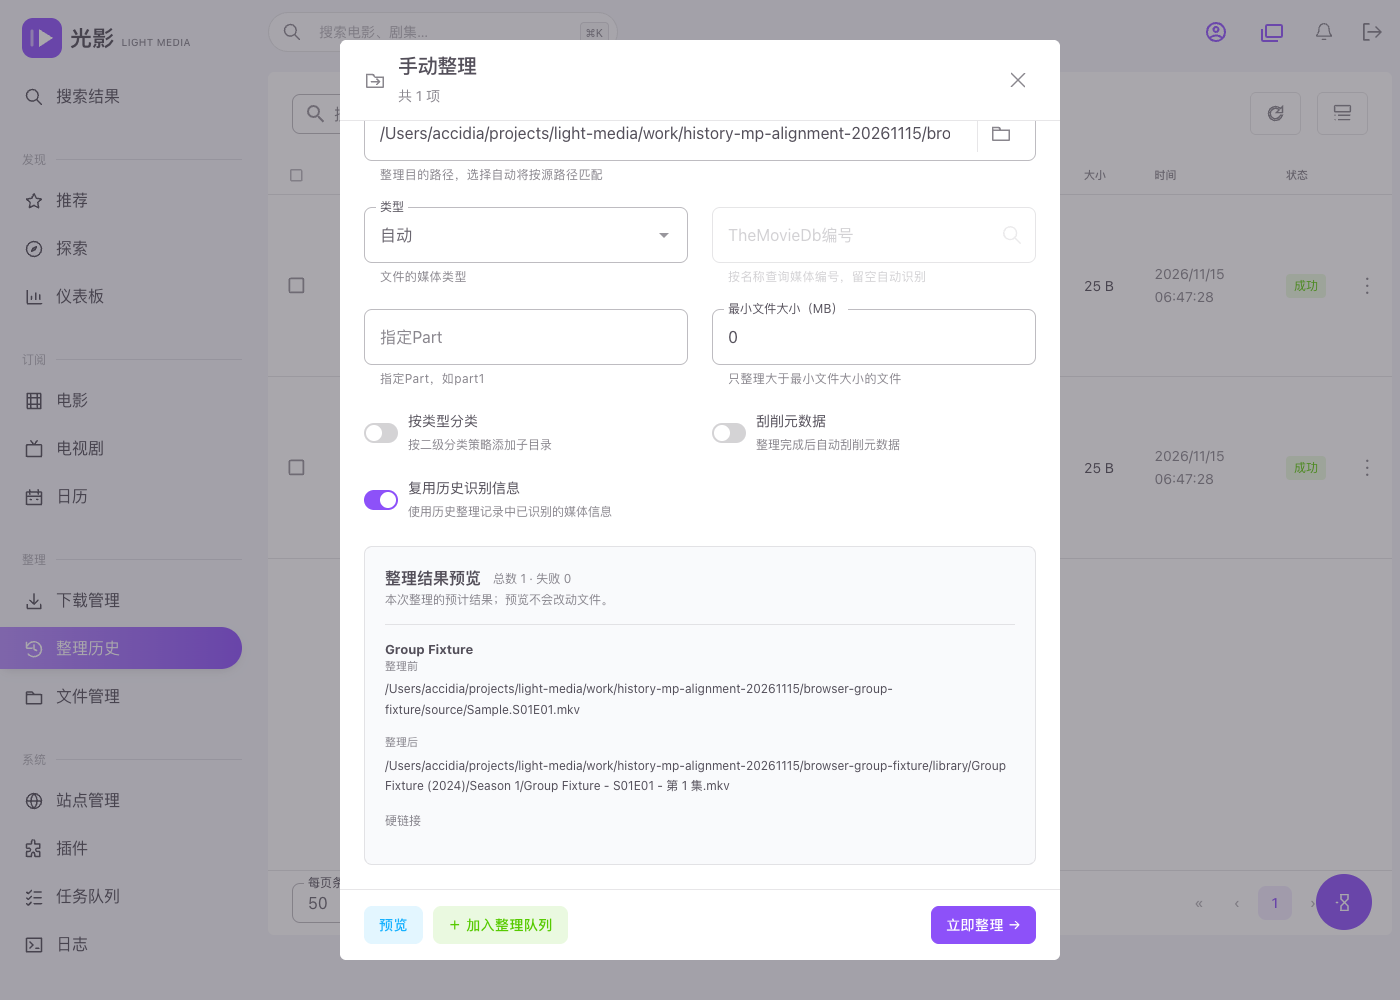 光影 LIGHT MEDIA
搜索电影、剧集...
⌘K
搜索结果
发现
推荐
探索
仪表板
订阅
电影
电视剧
日历
整理
下载管理
整理历史
文件管理
系统
站点管理
插件
任务队列
日志
大小
时间
状态
25 B
2026/11/15
06:47:28
成功
25 B
2026/11/15
06:47:28
成功
每页条
50
«
‹
1
›
手动整理
共 1 项
/Users/accidia/projects/light-media/work/history-mp-alignment-20261115/bro
整理目的路径，选择自动将按源路径匹配
类型
自动
文件的媒体类型
TheMovieDb编号
按名称查询媒体编号，留空自动识别
指定Part
指定Part，如part1
最小文件大小（MB）
0
只整理大于最小文件大小的文件
按类型分类
按二级分类策略添加子目录
刮削元数据
整理完成后自动刮削元数据
复用历史识别信息
使用历史整理记录中已识别的媒体信息
整理结果预览 总数 1 · 失败 0
本次整理的预计结果；预览不会改动文件。
Group Fixture
整理前
/Users/accidia/projects/light-media/work/history-mp-alignment-20261115/browser-group-
fixture/source/Sample.S01E01.mkv
整理后
/Users/accidia/projects/light-media/work/history-mp-alignment-20261115/browser-group-fixture/library/Group
Fixture (2024)/Season 1/Group Fixture - S01E01 - 第 1 集.mkv
硬链接
预览
+ 加入整理队列
立即整理 →